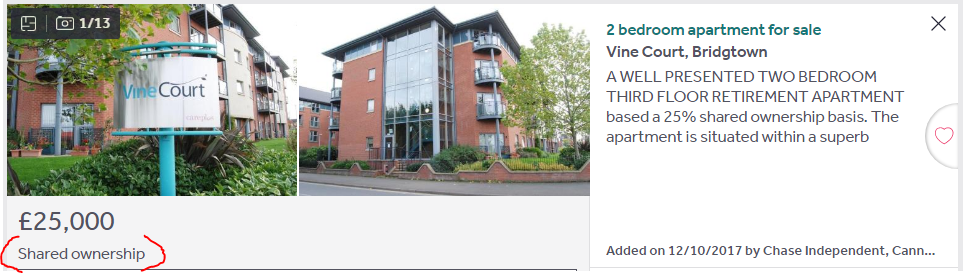 1/13
Vine Court
£25,000
Shared ownership
2 bedroom apartment for sale
Vine Court, Bridgtown
A WELL PRESENTED TWO BEDROOM
THIRD FLOOR RETIREMENT APARTMENT
based a 25% shared ownership basis. The
apartment is situated within a superb
Added on 12/10/2017 by Chase Independent, Cann...